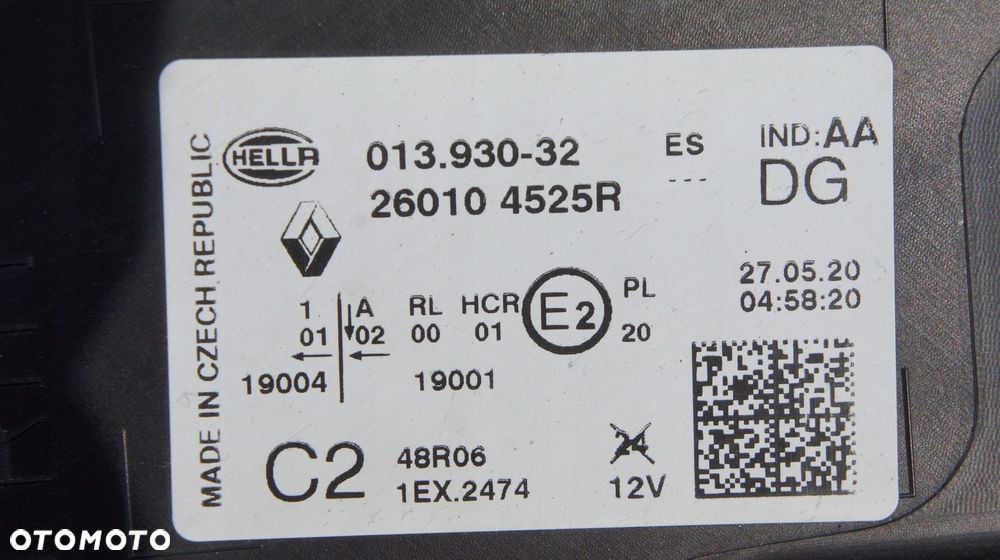 MADE IN CZECH REPUBLIC
HELLA
013.930-32
ES
IND:AA
26010 4525R
---
DG
27.05.20
04:58:20
1 A RL HCR E2 PL
01 02 00 01 20
19004 19001
C2
48R06
24
1EX.2474
12V
OTOMOTO